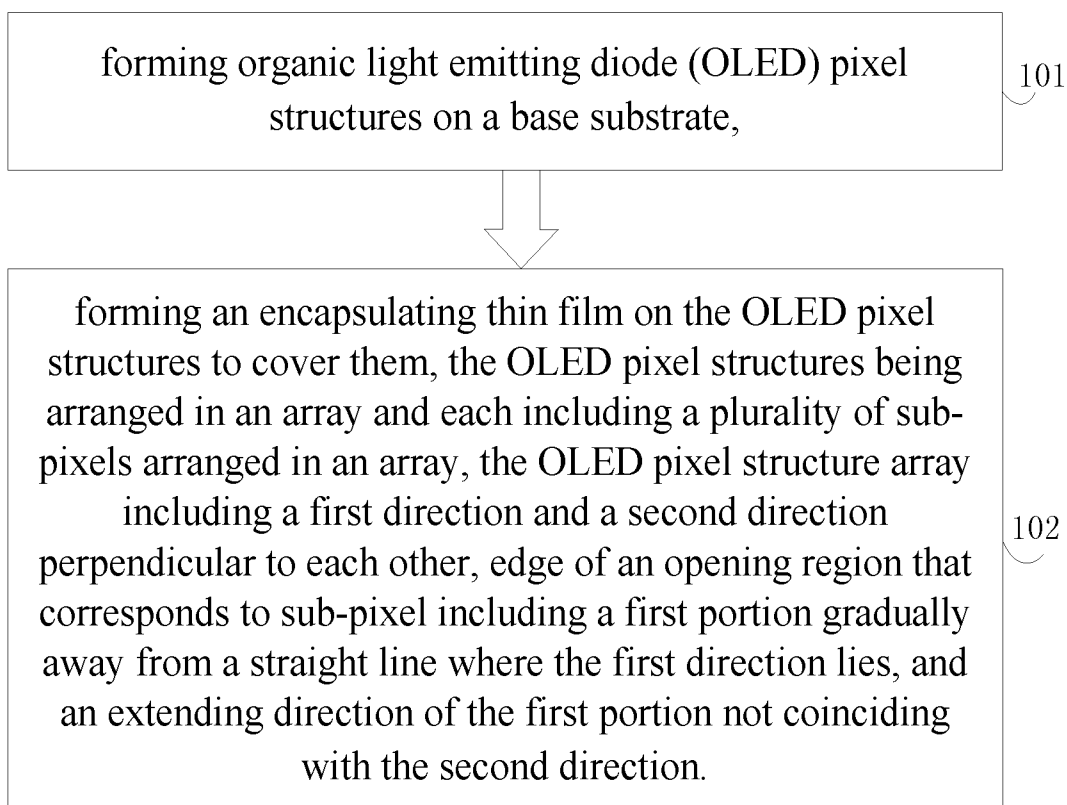 forming organic light emitting diode (OLED) pixel
structures on a base substrate,
101
forming an encapsulating thin film on the OLED pixel
structures to cover them, the OLED pixel structures being
arranged in an array and each including a plurality of sub-
pixels arranged in an array, the OLED pixel structure array
including a first direction and a second direction
perpendicular to each other, edge of an opening region that
corresponds to sub-pixel including a first portion gradually
away from a straight line where the first direction lies, and
an extending direction of the first portion not coinciding
with the second direction.
102